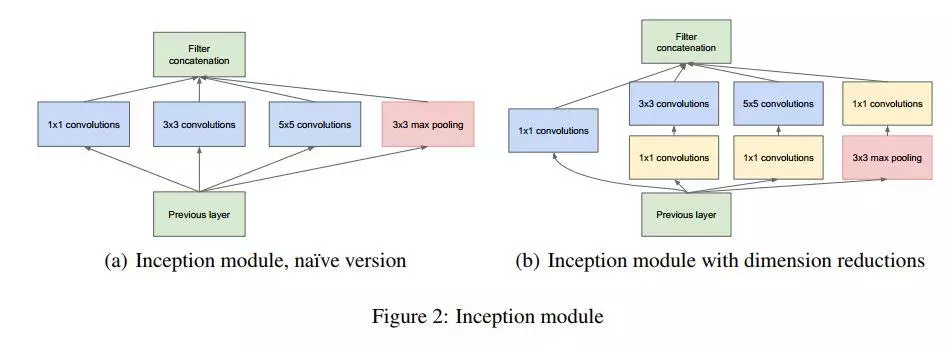 Filter
concatenation
1x1 convolutions
3x3 convolutions
5x5 convolutions
3x3 max pooling
Previous layer
(a) Inception module, naïve version
Filter
concatenation
3x3 convolutions
5x5 convolutions
1x1 convolutions
1x1 convolutions
1x1 convolutions
1x1 convolutions
3x3 max pooling
Previous layer
(b) Inception module with dimension reductions
Figure 2: Inception module